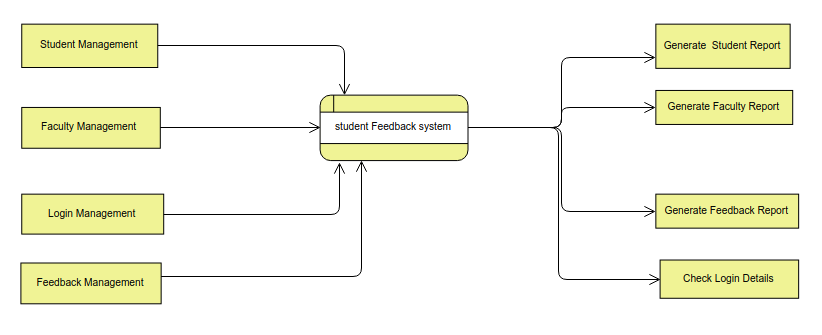 Student Management
Faculty Management
Login Management
Feedback Management
student Feedback system
Generate  Student Report
Generate Faculty Report
Generate Feedback Report
Check Login Details